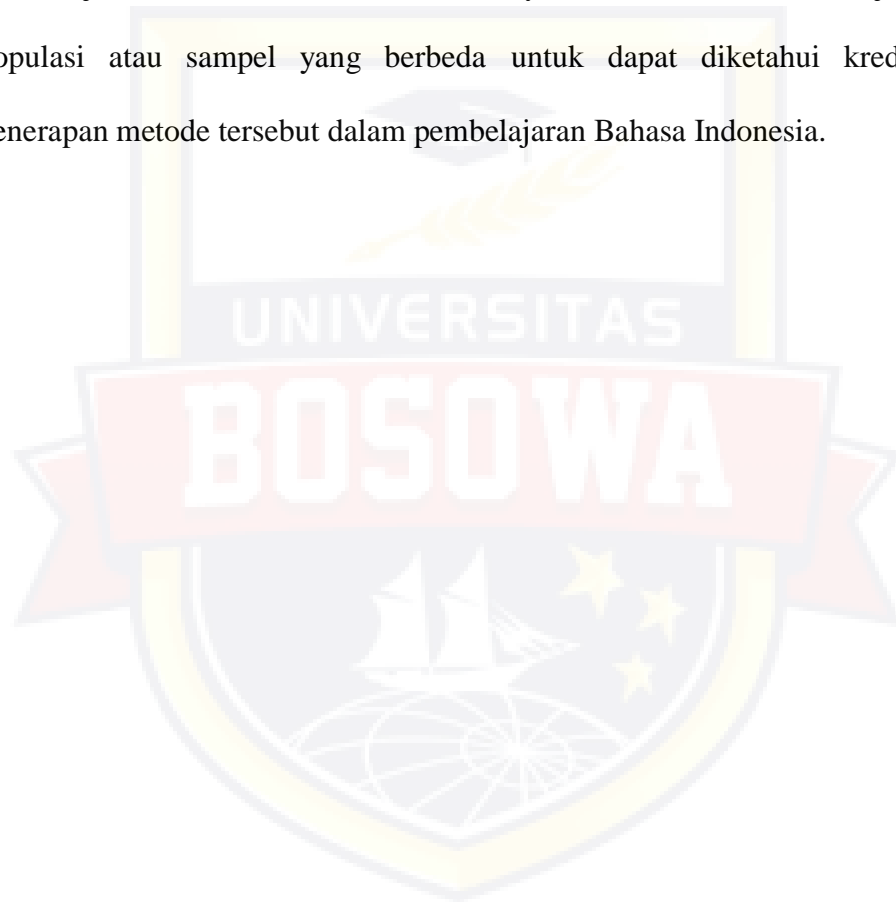 opulasi atau sampel yang berbeda untuk dapat diketahui kred
enerapan metode tersebut dalam pembelajaran Bahasa Indonesia.
UNIVERSITAS
BOSOWA